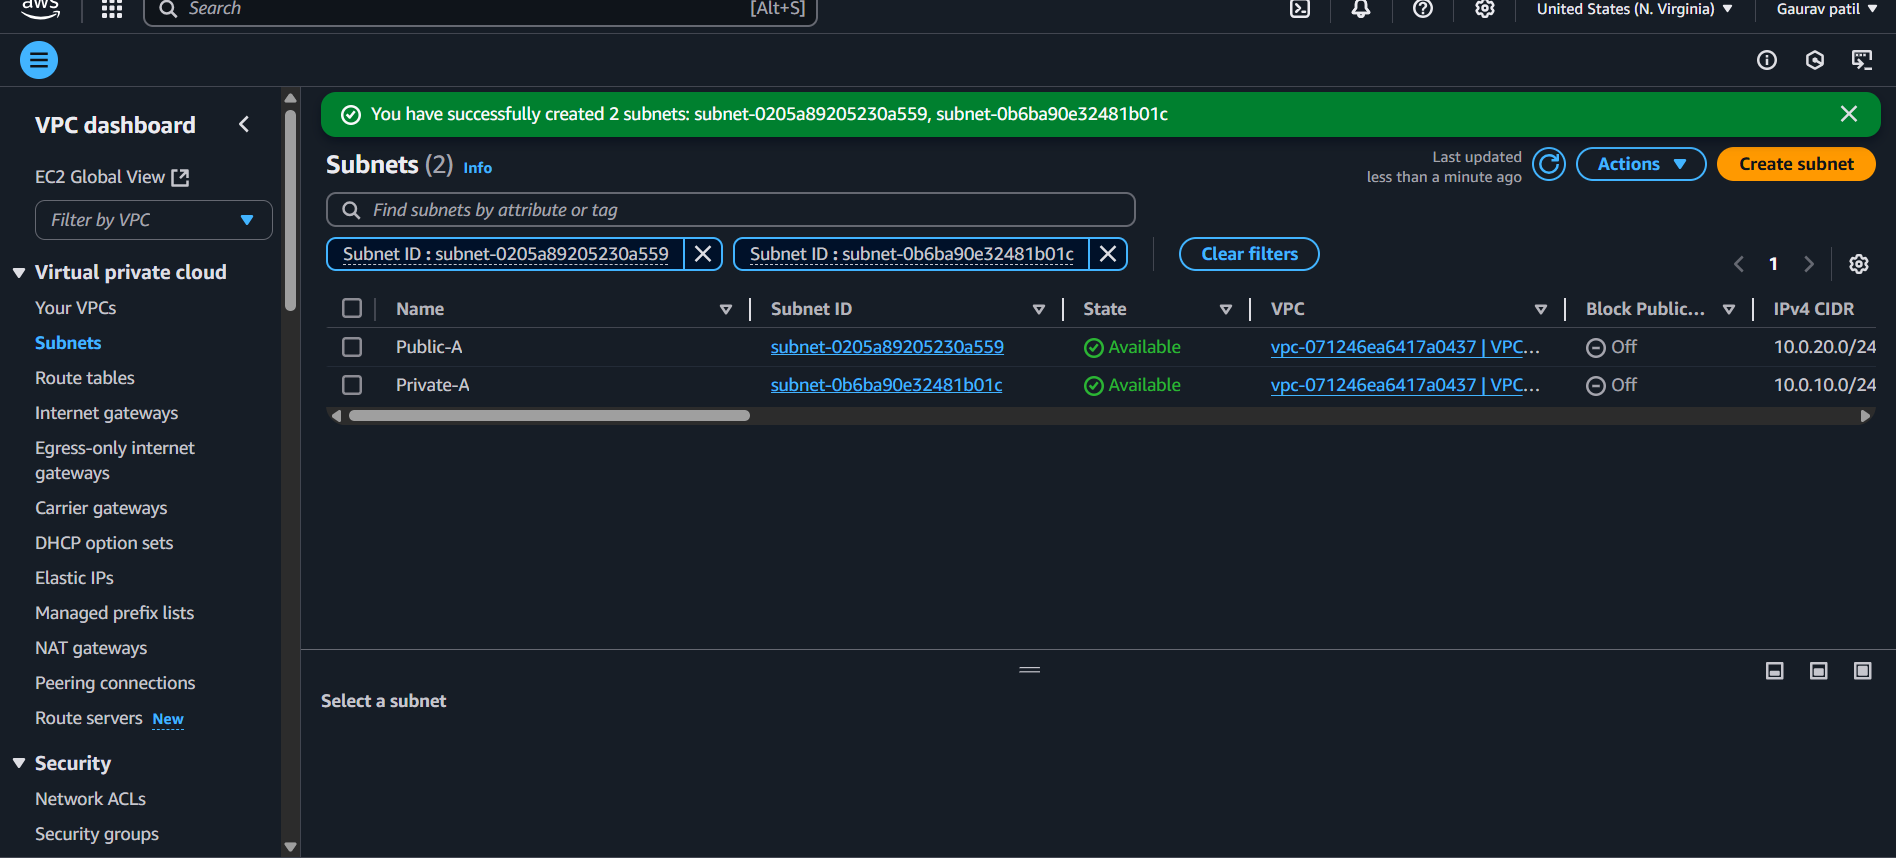 aws
Search
[Alt+S]
United States (N. Virginia)
Gaurav patil
VPC dashboard
EC2 Global View
Filter by VPC
Virtual private cloud
Your VPCs
Subnets
Route tables
Internet gateways
Egress-only internet
gateways
Carrier gateways
DHCP option sets
Elastic IPs
Managed prefix lists
NAT gateways
Peering connections
Route servers New
Security
Network ACLs
Security groups
You have successfully created 2 subnets: subnet-0205a89205230a559, subnet-0b6ba90e32481b01c
Subnets (2) Info
Last updated
less than a minute ago
Actions
Create subnet
Find subnets by attribute or tag
Subnet ID : subnet-0205a89205230a559
Subnet ID : subnet-0b6ba90e32481b01c
Clear filters
1
Name Subnet ID State VPC Block Public... IPv4 CIDR
Public-A subnet-0205a89205230a559 Available vpc-071246ea6417a0437 | VPC... Off 10.0.20.0/24
Private-A subnet-0b6ba90e32481b01c Available vpc-071246ea6417a0437 | VPC... Off 10.0.10.0/24
Select a subnet